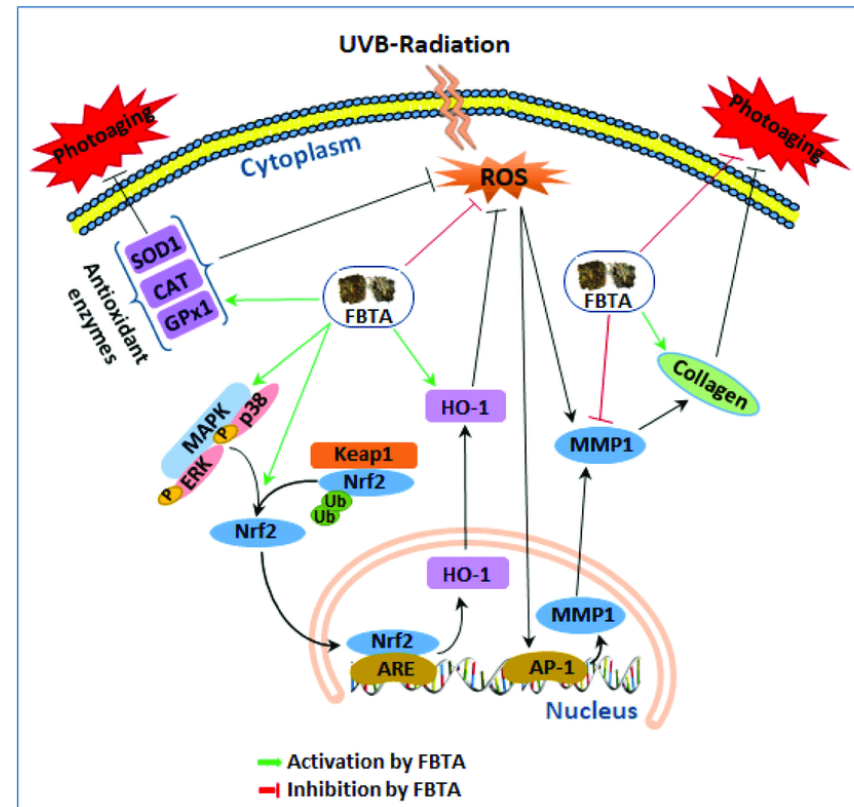 UVB-Radiation
Photoaging
Photoaging
Cytoplasm
ROS
SOD1
CAT
GPx1
Antioxidant
enzymes
FBTA
FBTA
Collagen
MAPK
P
p38
P
ERK
HO-1
MMP1
Keap1
Nrf2
Ub
Ub
Nrf2
HO-1
MMP1
Nrf2
ARE
AP-1
Nucleus
Activation by FBTA
Inhibition by FBTA